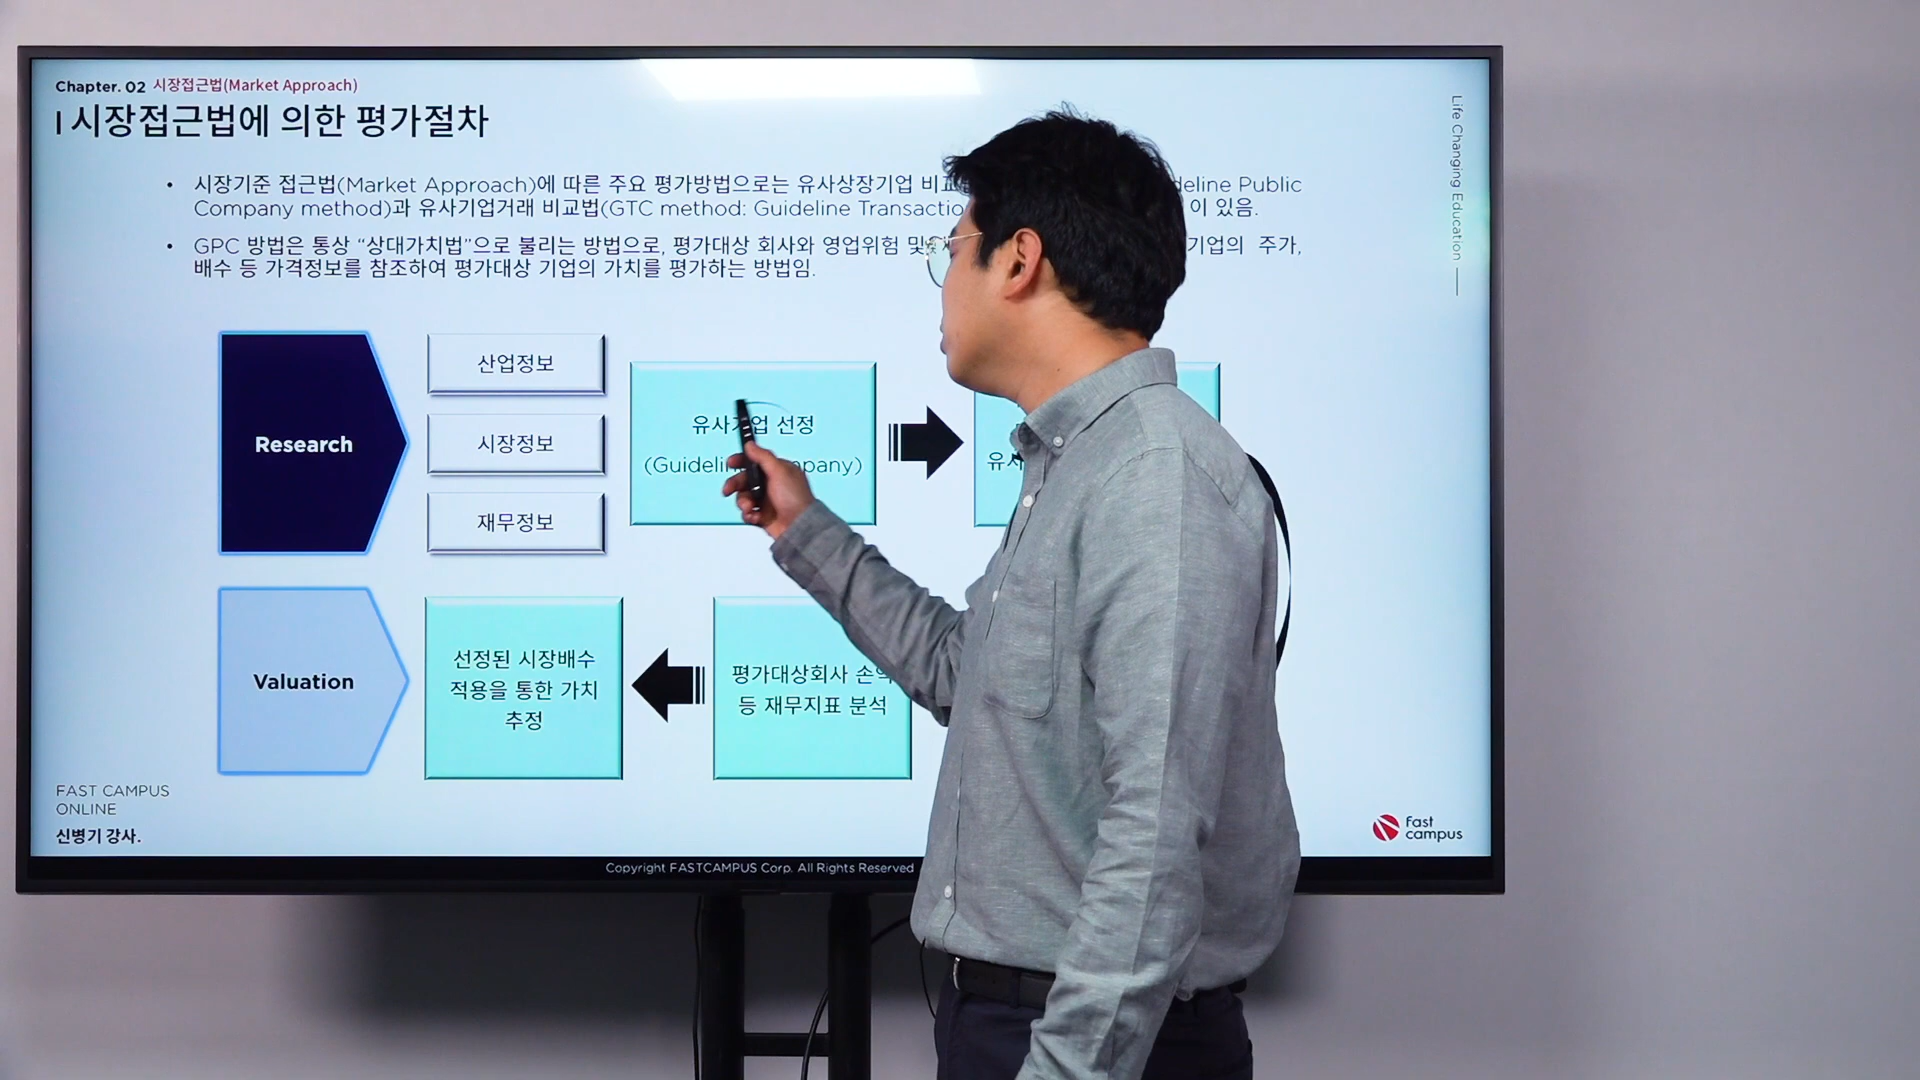 Chapter. 02 시장접근법(Market Approach)
시장접근법에 의한 평가절차
• 시장기준 접근법(Market Approach)에 따른 주요 평가방법으로는 유사상장기업 Public
Company method)과 유사기업거래 비교법(GTC method: Guideline 이 있음.
• GPC 방법은 통상 “상대가치법”으로 불리는 방법으로, 평가대상 회사와 영업위험 및 기업의 주가,
배수 등 가격정보를 참조하여 평가대상 기업의 가치를 평가하는 방법임.
Life Changing Education
Research
산업정보
시장정보
재무정보
선정
Valuation
선정된 시장배수
적용을 통한 가치
추정
평가대상회사
등 재무지표 분석
FAST CAMPUS
ONLINE
신병기 강사.
Fast
campus
Copyright FASTCAMPUS Corp. All Rights Reserved